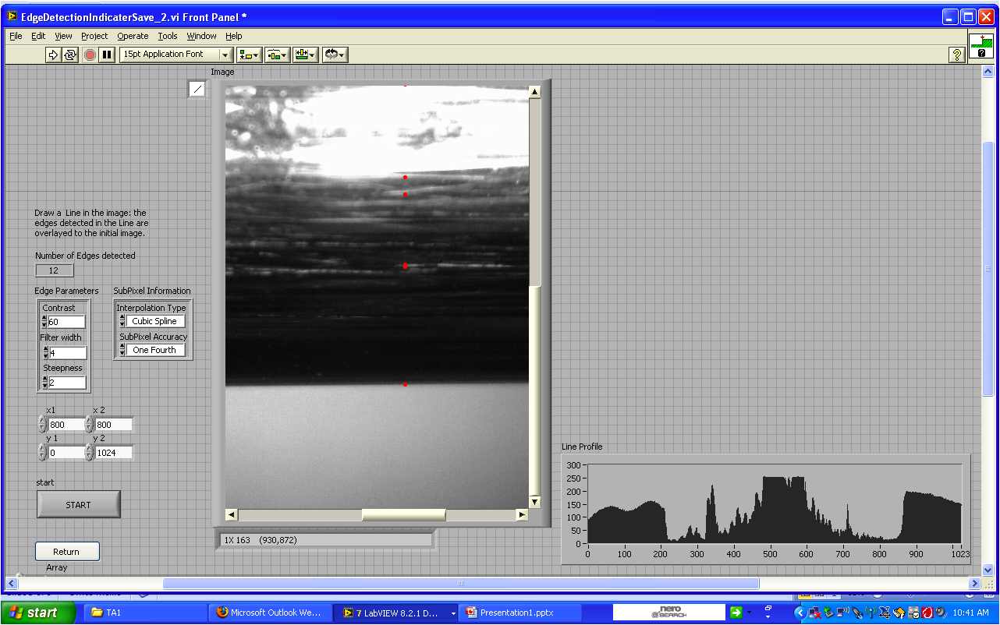 EdgeDetectionIndicaterSave_2.vi Front Panel *
File Edit View Project Operate Tools Window Help
15pt Application Font
?
Image
Draw a Line in the image: the
edges detected in the Line are
overlayed to the initial image.
Number of Edges detected
12
Edge Parameters
Contrast
60
Filter width
4
Steepness
2
SubPixel Information
Interpolation Type
Cubic Spline
SubPixel Accuracy
One Fourth
x1 x 2
800 800
y 1 y 2
0 1024
start
START
Return
Array
1X 163 (930,872)
Line Profile
300
250
200
150
100
50
0
0 100 200 300 400 500 600 700 800 900 1023
start
TA1
Microsoft Outlook We...
7 LabVIEW 8.2.1 D...
Presentation1.pptx
nero
SEARCH
10:41 AM